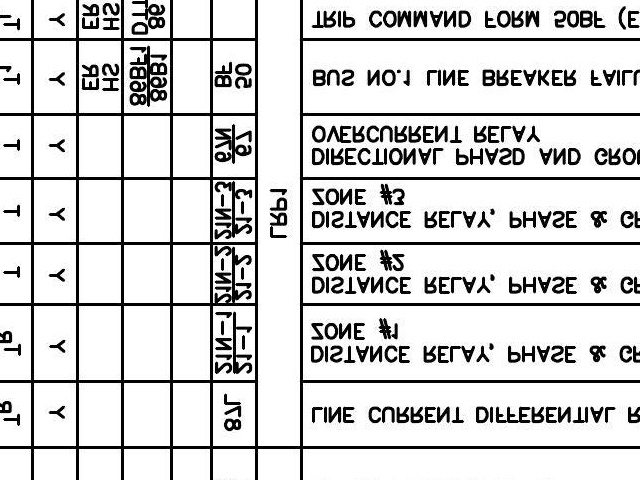 TR
Y
87L
LINE CURRENT DIFFERENTIAL R
TR
Y
21-1
21N-1
DISTANCE RELAY, PHASE & GR
ZONE #1
T
Y
21-2
21N-2
DISTANCE RELAY, PHASE & GR
ZONE #2
LRP1
T
Y
21-3
21N-3
DISTANCE RELAY, PHASE & GR
ZONE #3
T
Y
67
67N
DIRECTIONAL PHASD AND GROU
OVERCURRENT RELAY
T
Y
HS
ER
86B1
86BF1
50
BF
BUS NO.1 LINE BREAKER FAILU
T
Y
HS
ER
86
DTT
TRIP COMMAND FORM 50BF (E